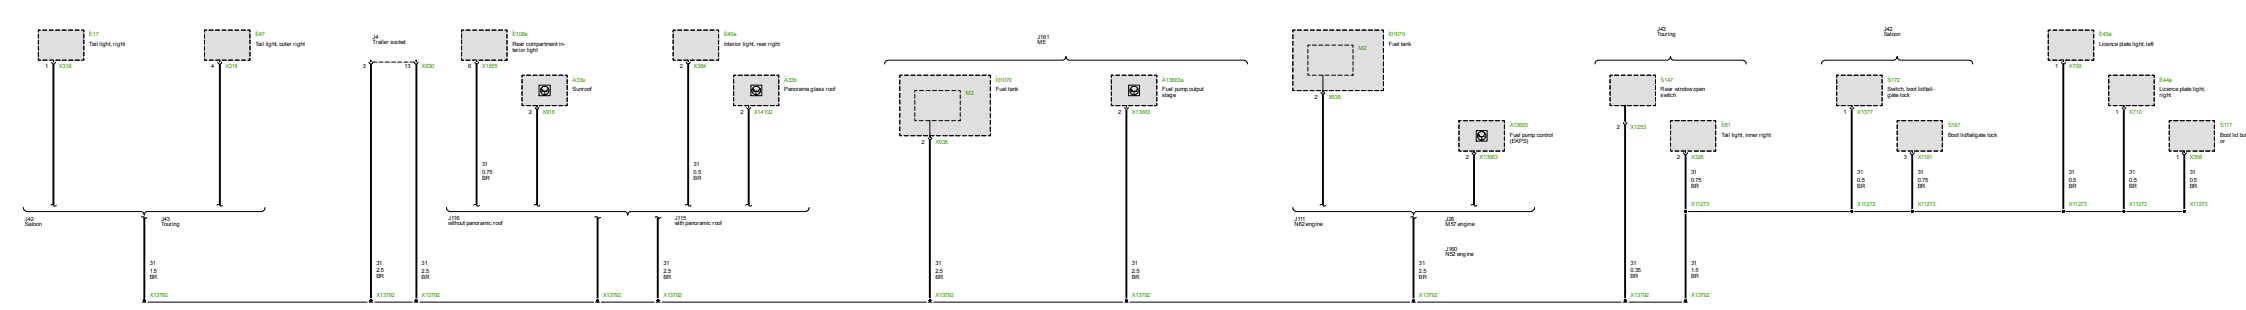 E17
Tail light, right
1 X318
E47
Tail light, outer right
4 X318
J42
Saloon
J43
Touring
31
1.5
BR
X13792
J4
Trailer socket
3 13 X630
31
2.5
BR
X13792
31
2.5
BR
X13792
E108a
Rear compartment in-
terior light
6 X1855
A33a
Sunroof
2 X916
31
0.75
BR
E40a
Interior light, rear right
2 X364
A33b
Panorama glass roof
2 X14102
31
0.5
BR
J116
without panoramic roof
J115
with panoramic roof
X13792
X13792
J161
M5
I01070
Fuel tank
M2
2 X638
31
2.5
BR
X13792
A13663a
Fuel pump output
stage
2 X13663
31
2.5
BR
X13792
I01070
Fuel tank
M2
2 X638
A13663
Fuel pump control
(EKPS)
2 X13663
J111
N62 engine
J26
M57 engine
J160
N52 engine
31
2.5
BR
X13792
J43
Touring
S147
Rear window open
switch
2 X1253
31
0.35
BR
X13792
E81
Tail light, inner right
2 X328
31
0.75
BR
X11273
31
1.5
BR
X13792
J42
Saloon
S172
Switch, boot lid/tail-
gate lock
1 X1377
31
0.5
BR
X11273
S167
Boot lid/tailgate lock
3 X1191
31
0.75
BR
X11273
E43a
Licence plate light, left
1 X709
31
0.5
BR
X11273
E44a
Licence plate light,
right
1 X710
31
0.5
BR
X11273
S117
Boot lid but
or
1 X358
31
0.5
BR
X11273